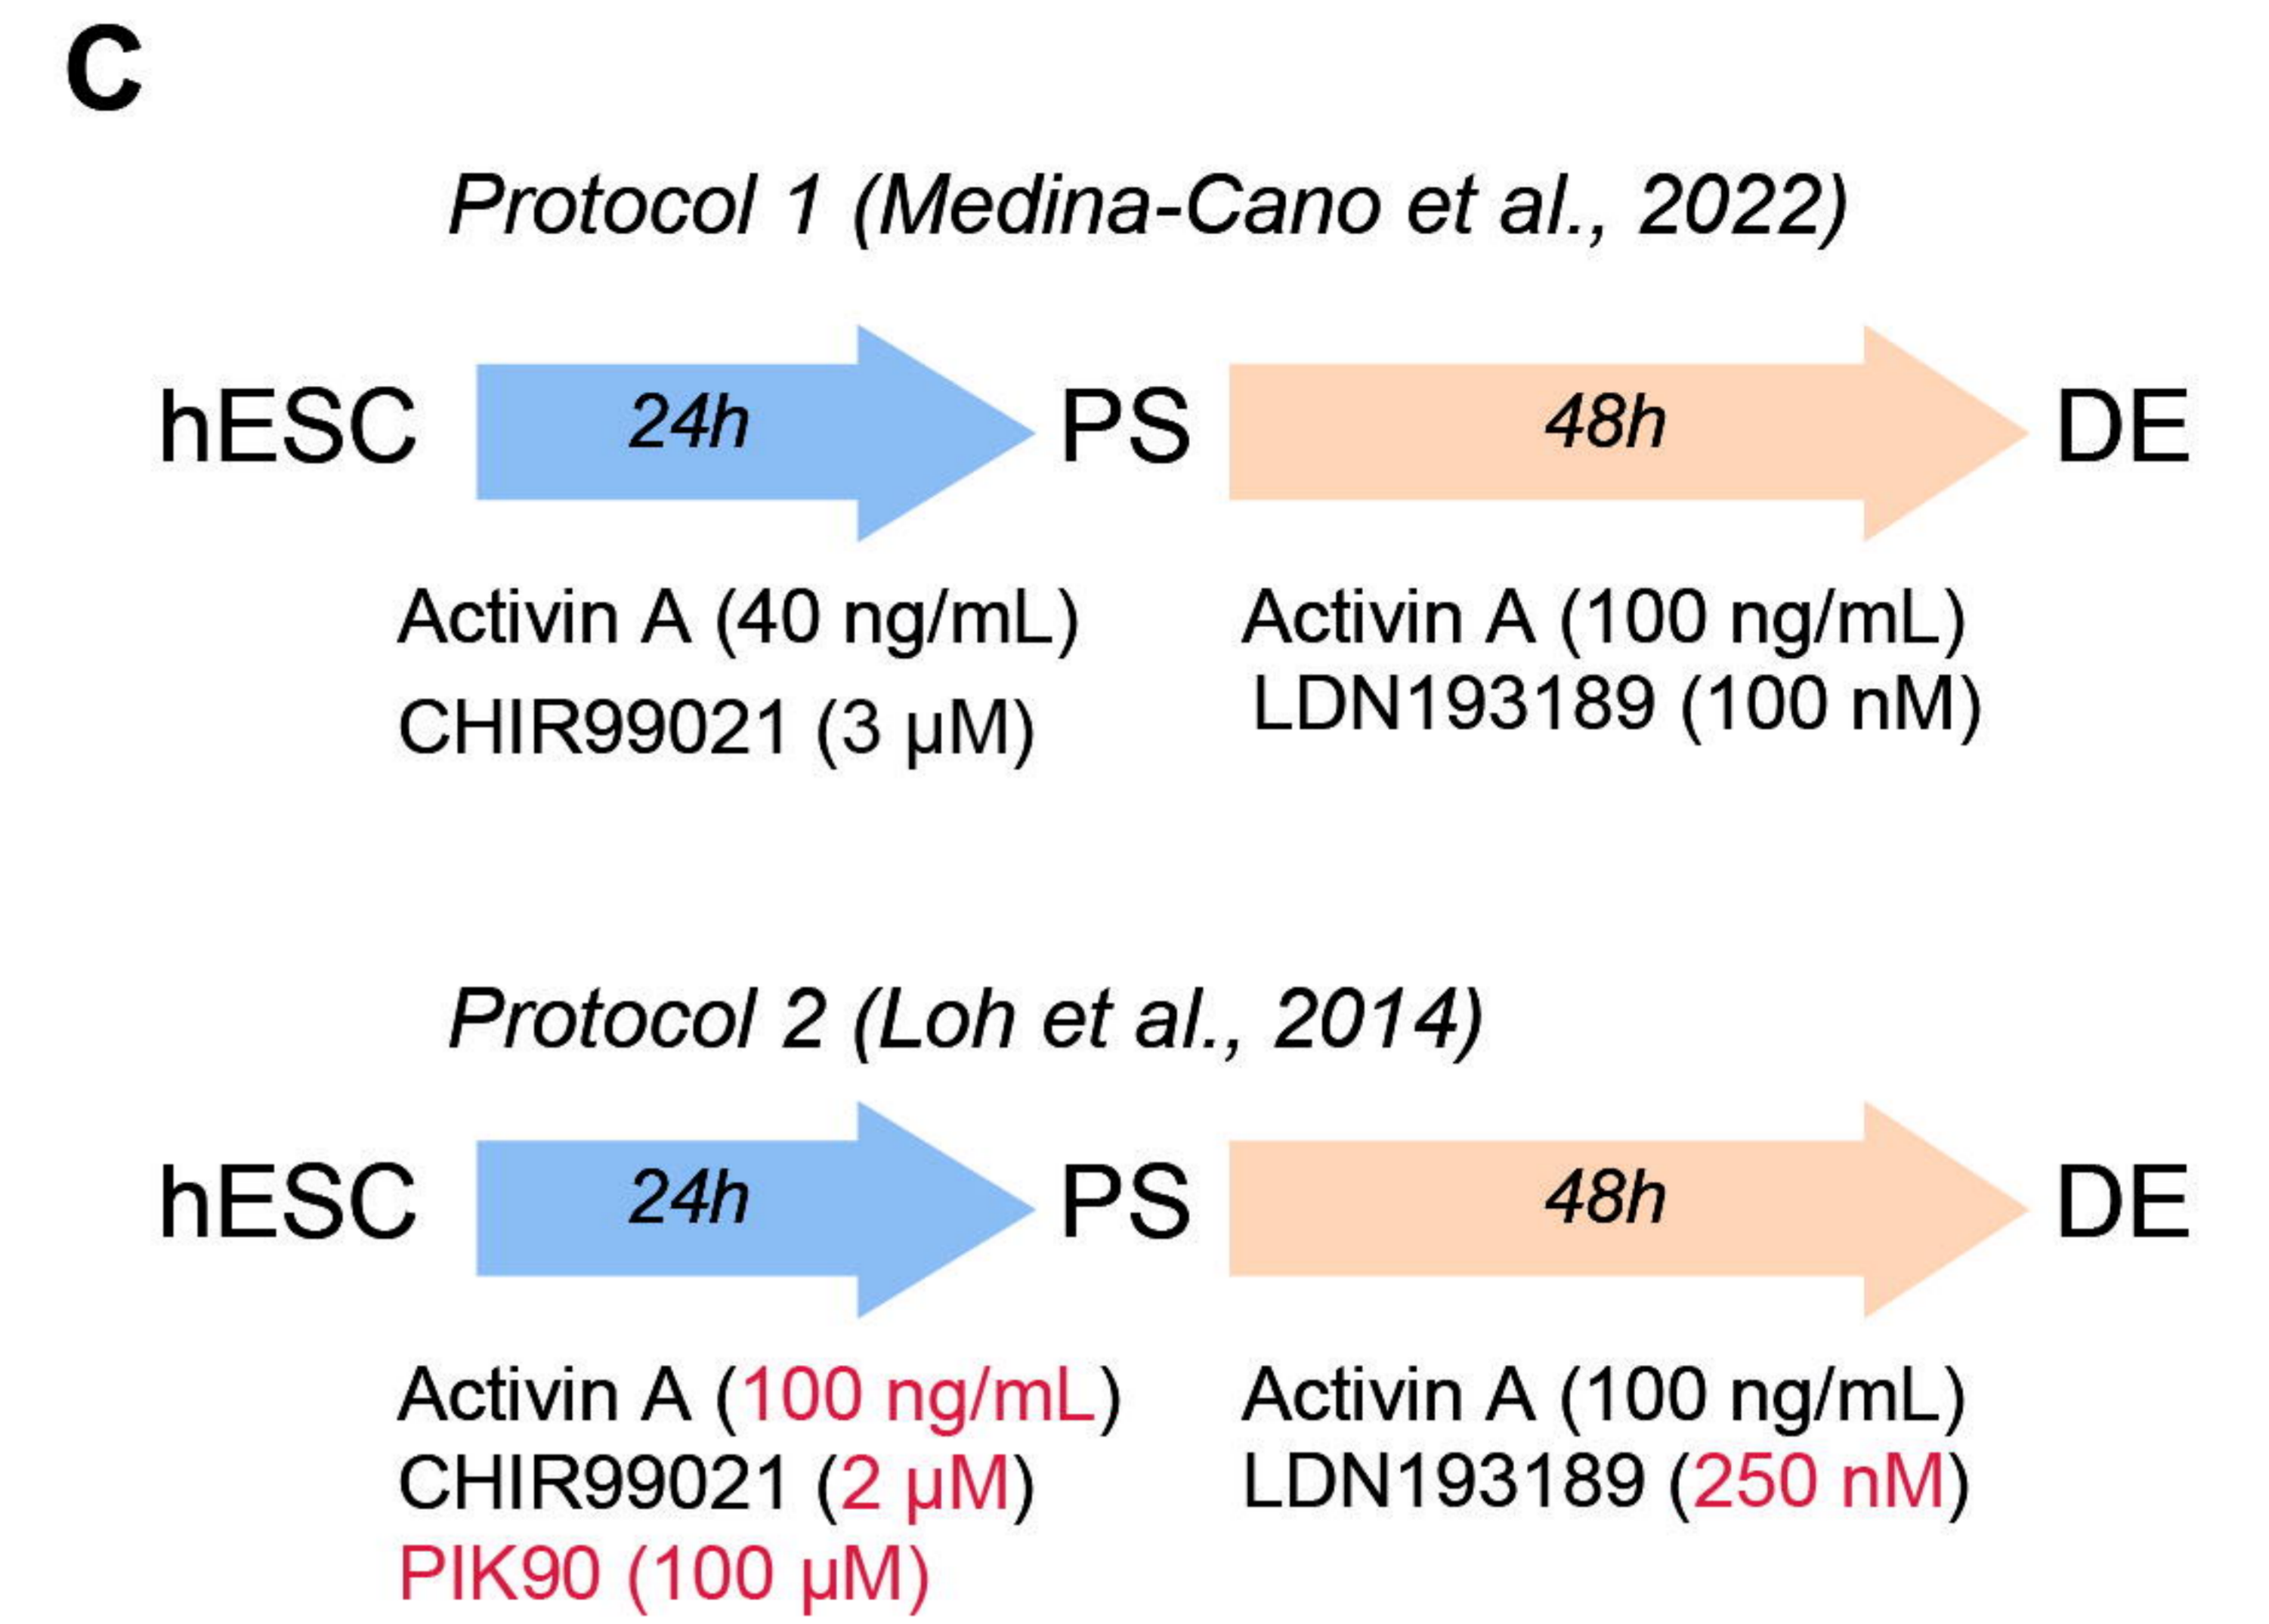 C
Protocol 1 (Medina-Cano et al., 2022)
hESC 24h PS 48h DE
Activin A (40 ng/mL) Activin A (100 ng/mL)
CHIR99021 (3 µM) LDN193189 (100 nM)
Protocol 2 (Loh et al., 2014)
hESC 24h PS 48h DE
Activin A (100 ng/mL) Activin A (100 ng/mL)
CHIR99021 (2 µM) LDN193189 (250 nM)
PIK90 (100 µM)